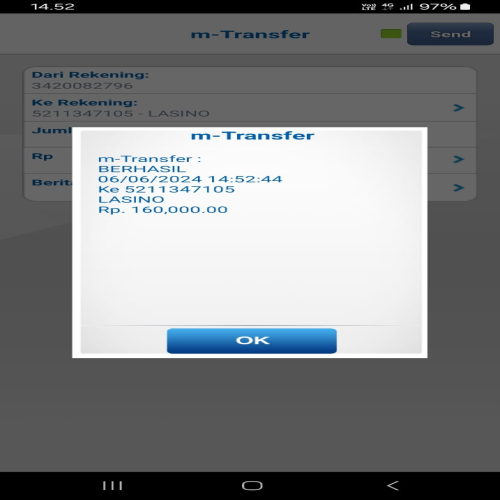 14.52
97%
m-Transfer
Send
Dari Rekening:
3420082796
Ke Rekening:
5211347105 - LASINO
Juml
Rp
Berita
m-Transfer
m-Transfer :
BERHASIL
06/06/2024 14:52:44
Ke 5211347105
LASINO
Rp. 160,000.00
OK